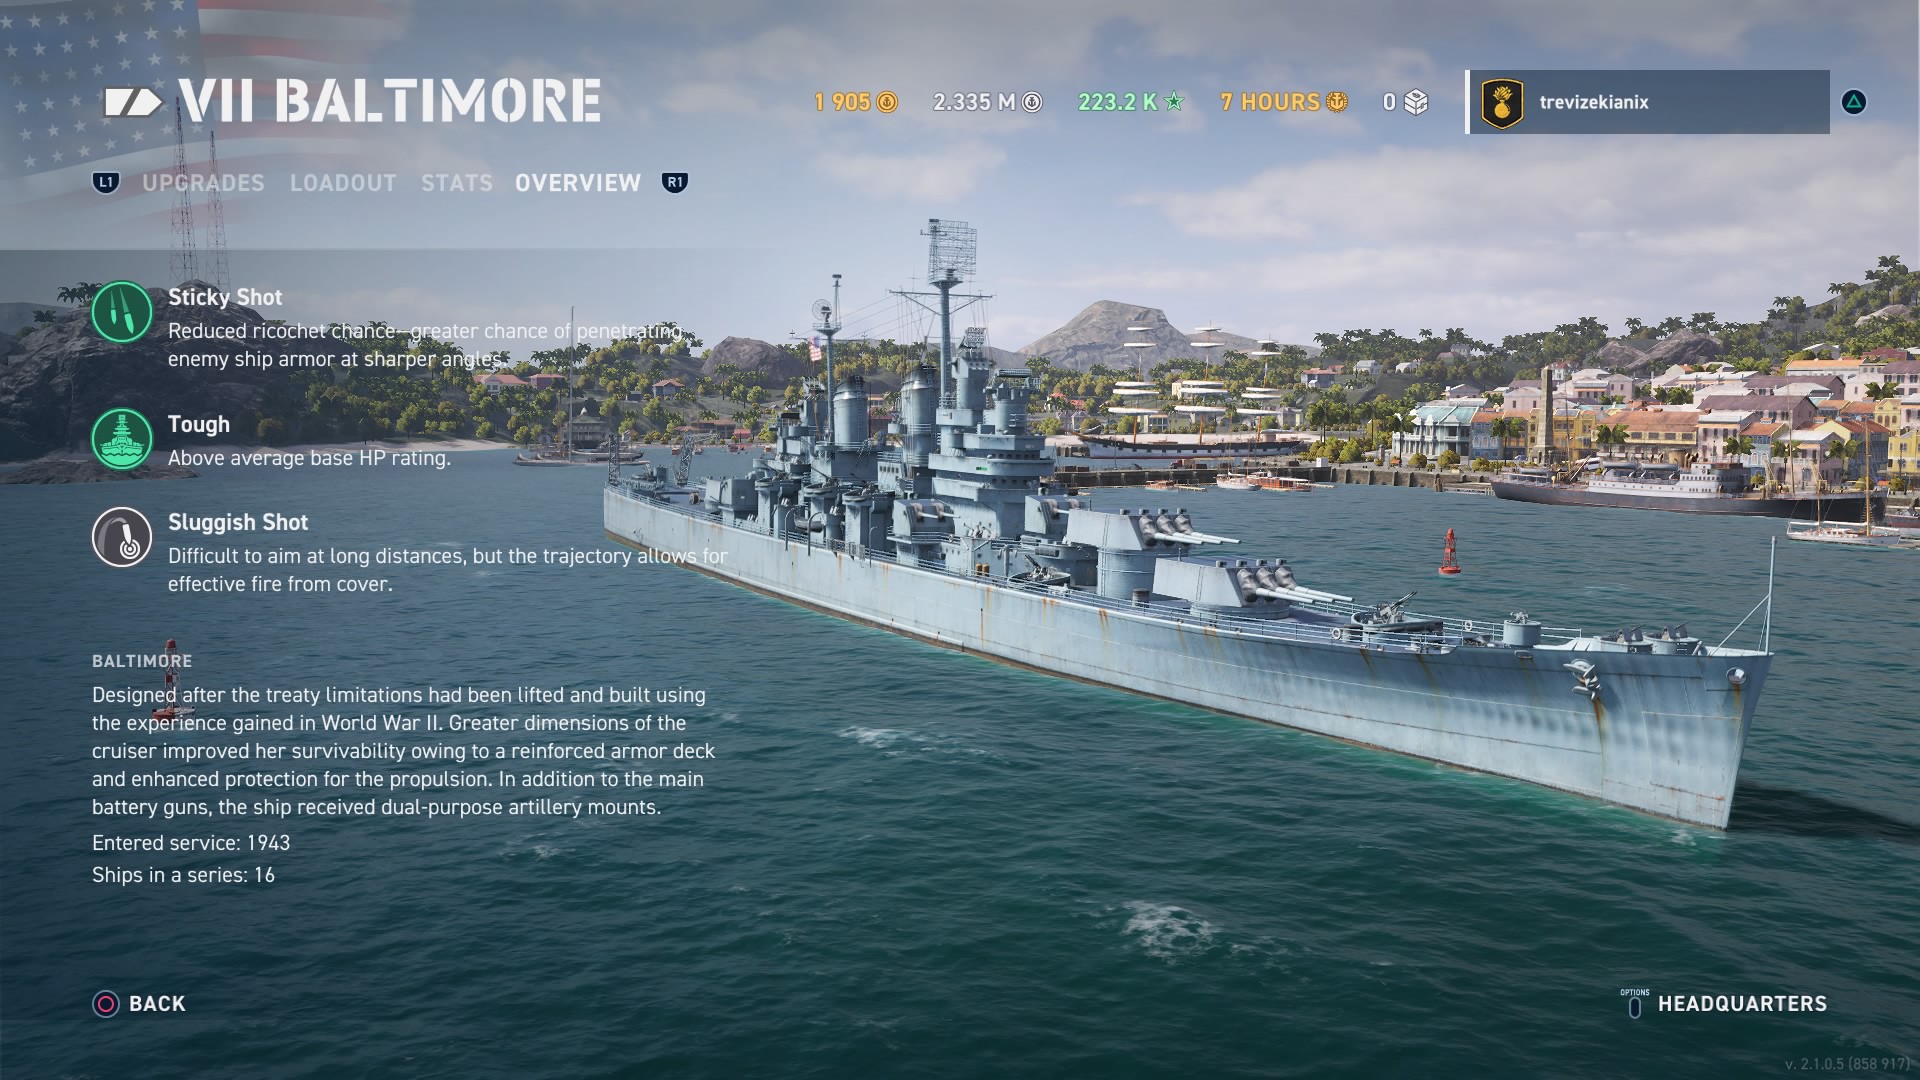 VII BALTIMORE
1 905
2.335 M
223.2 K
7 HOURS
0
trevizekianix
L1 UPGRADES LOADOUT STATS OVERVIEW R1
Sticky Shot
Reduced ricochet chance—greater chance of penetrating
enemy ship armor at sharper angles.
Tough
Above average base HP rating.
Sluggish Shot
Difficult to aim at long distances, but the trajectory allows for
effective fire from cover.
BALTIMORE
Designed after the treaty limitations had been lifted and built using
the experience gained in World War II. Greater dimensions of the
cruiser improved her survivability owing to a reinforced armor deck
and enhanced protection for the propulsion. In addition to the main
battery guns, the ship received dual-purpose artillery mounts.
Entered service: 1943
Ships in a series: 16
BACK
OPTIONS
HEADQUARTERS
v. 2.1.0.5 (858 917)